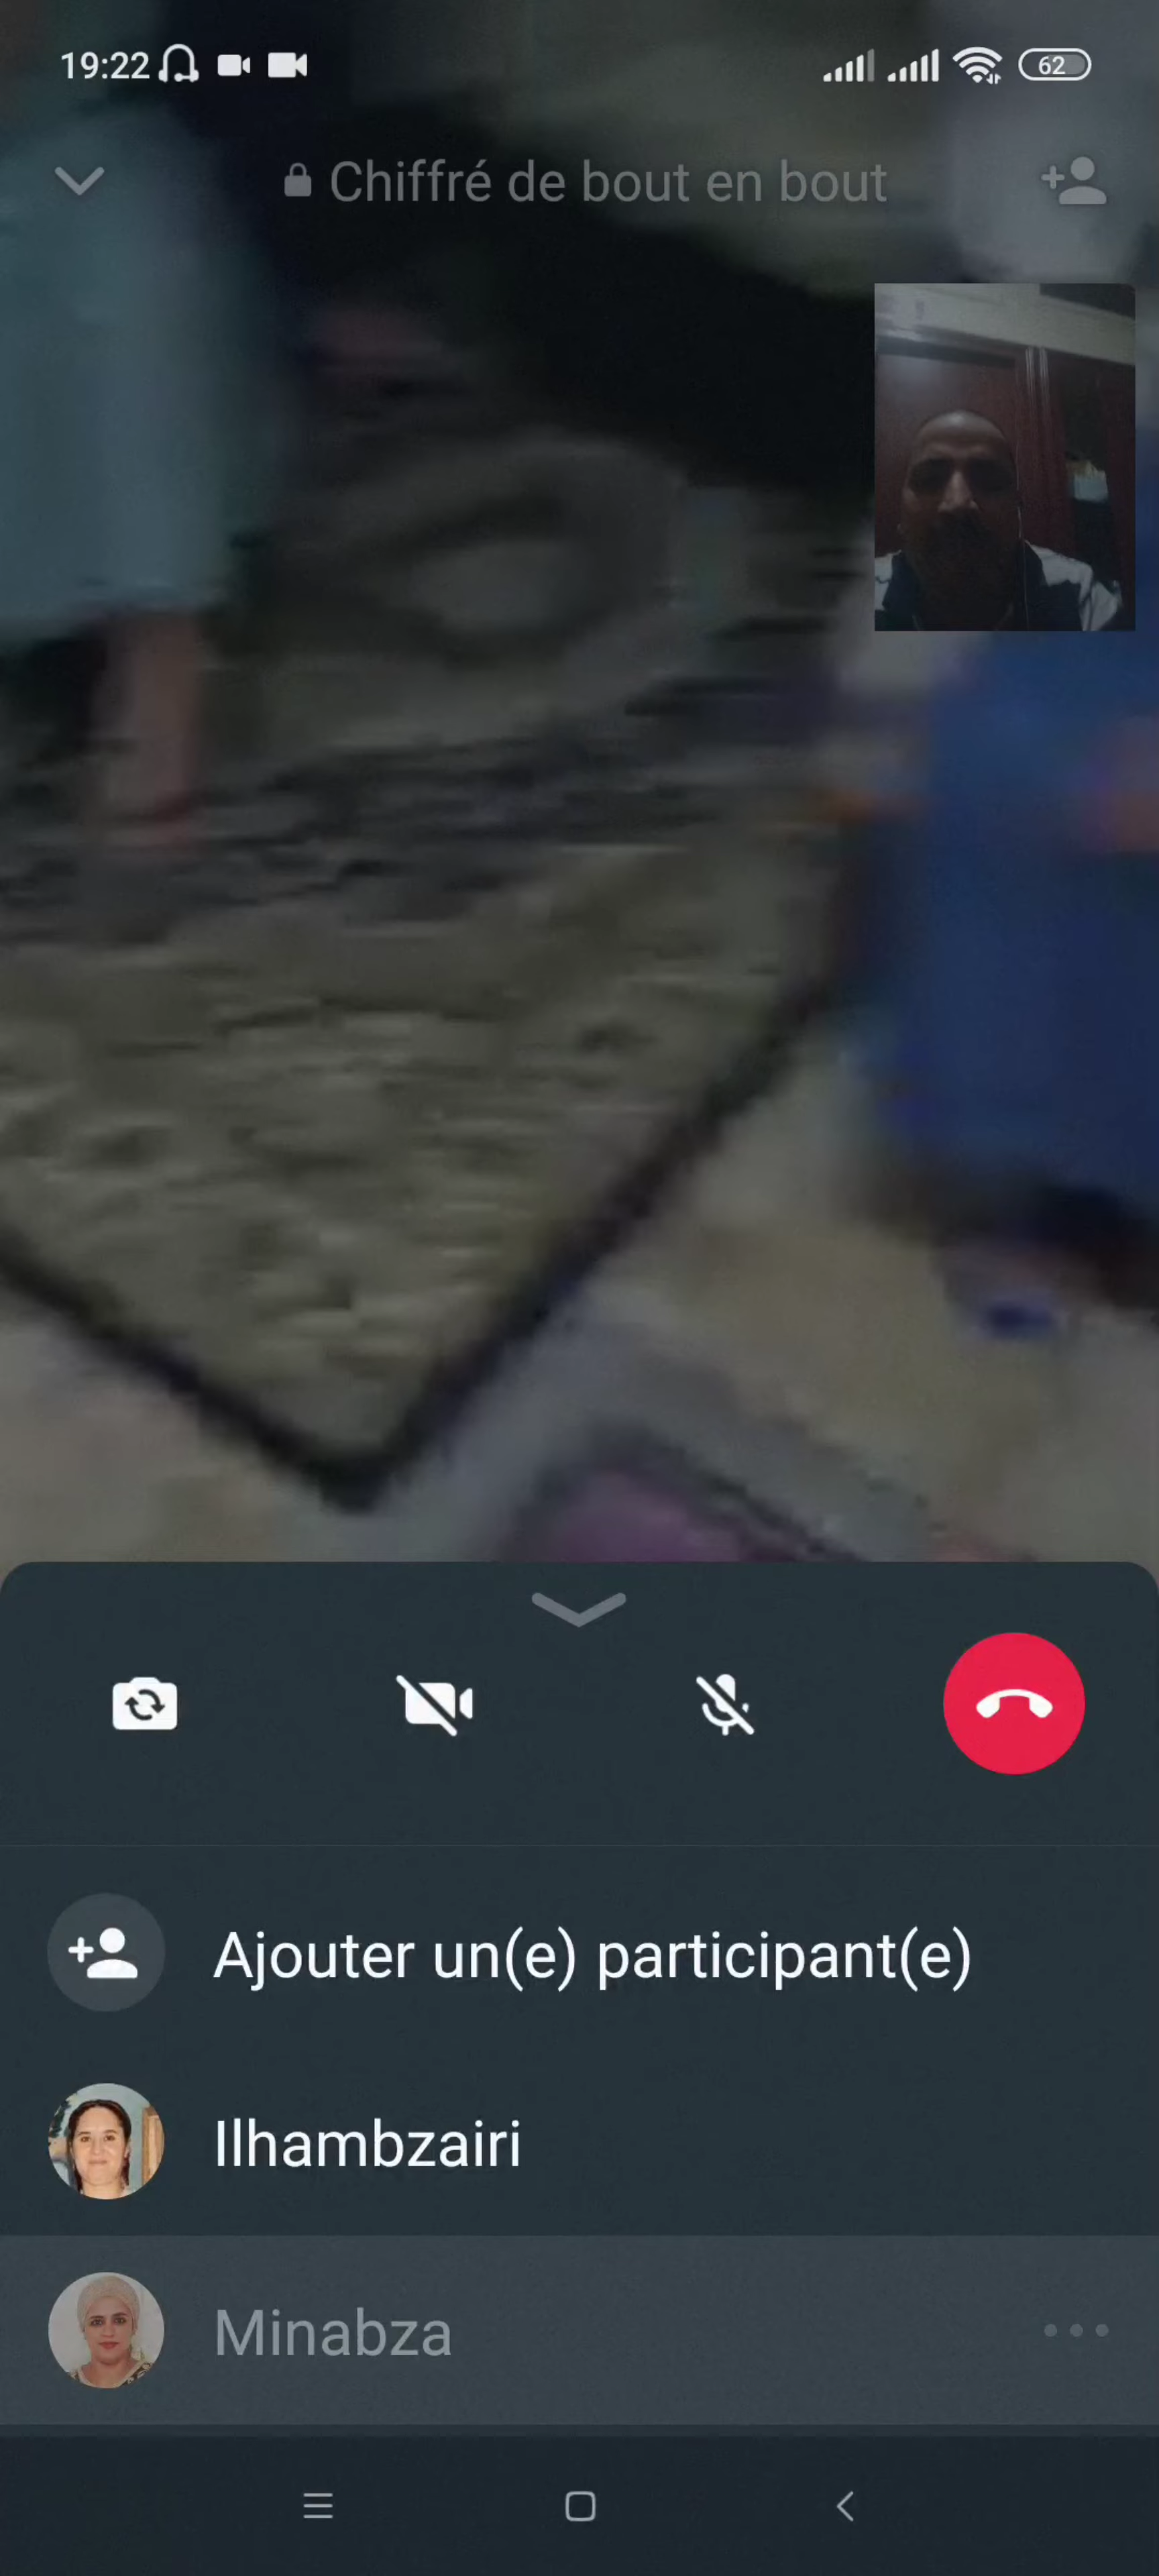 19:22
62
Chiffré de bout en bout
Ajouter un(e) participant(e)
Ilhambzairi
Minabza